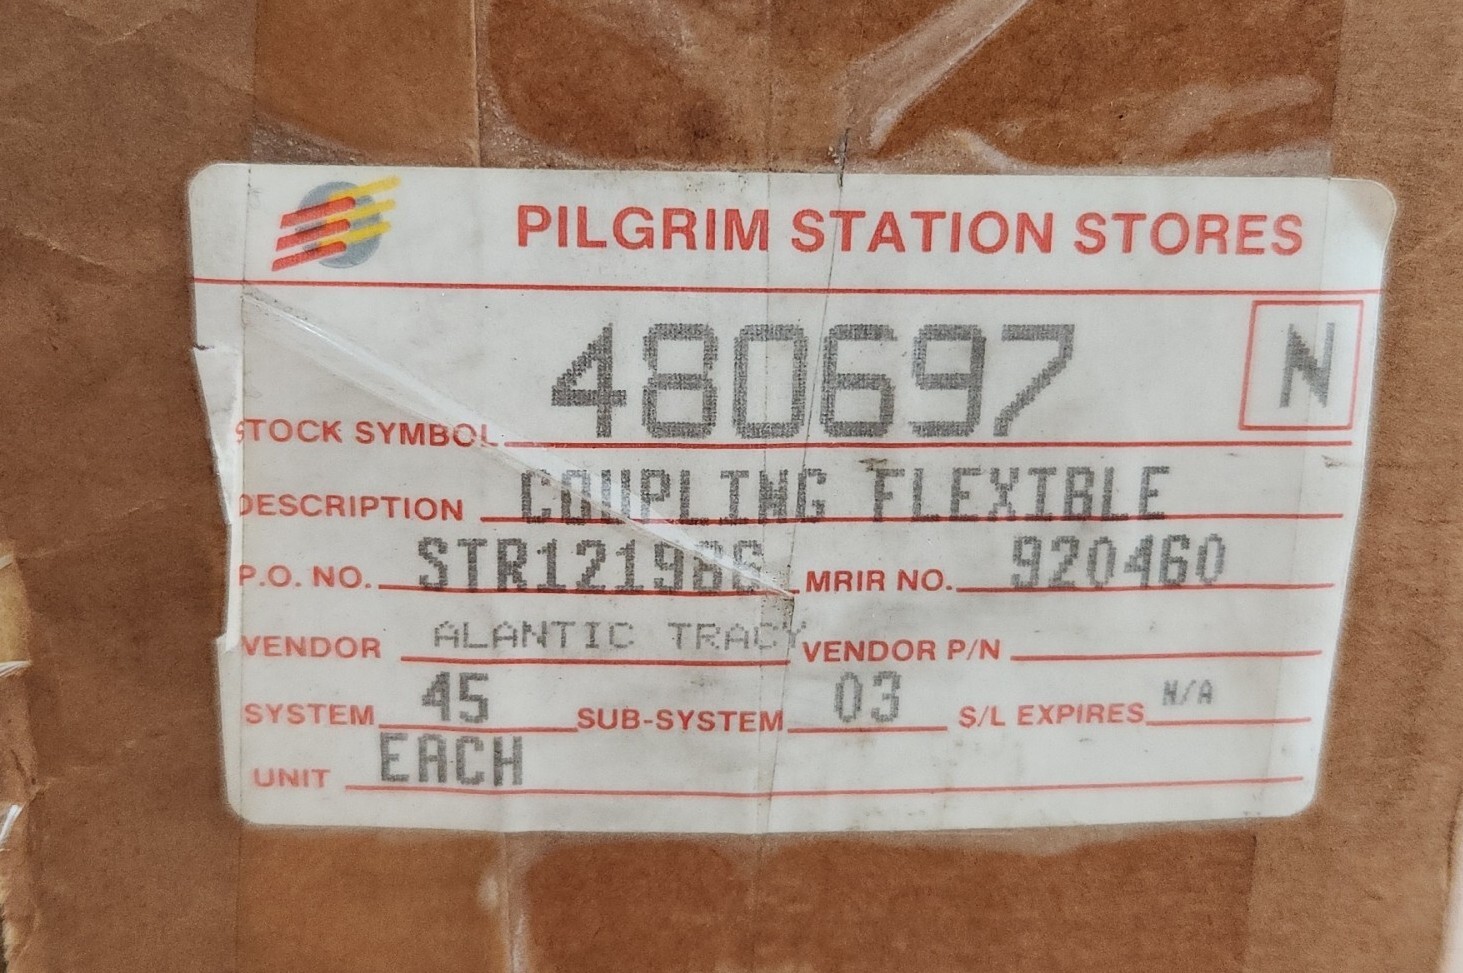 PILGRIM STATION STORES
480697 N
STOCK SYMBOL
DESCRIPTION COUPLING FLEXIBLE
P.O. NO. STR121986 MRIR NO. 920460
VENDOR ALANTIC TRACY VENDOR P/N
SYSTEM 45 SUB-SYSTEM 03 S/L EXPIRES N/A
UNIT EACH